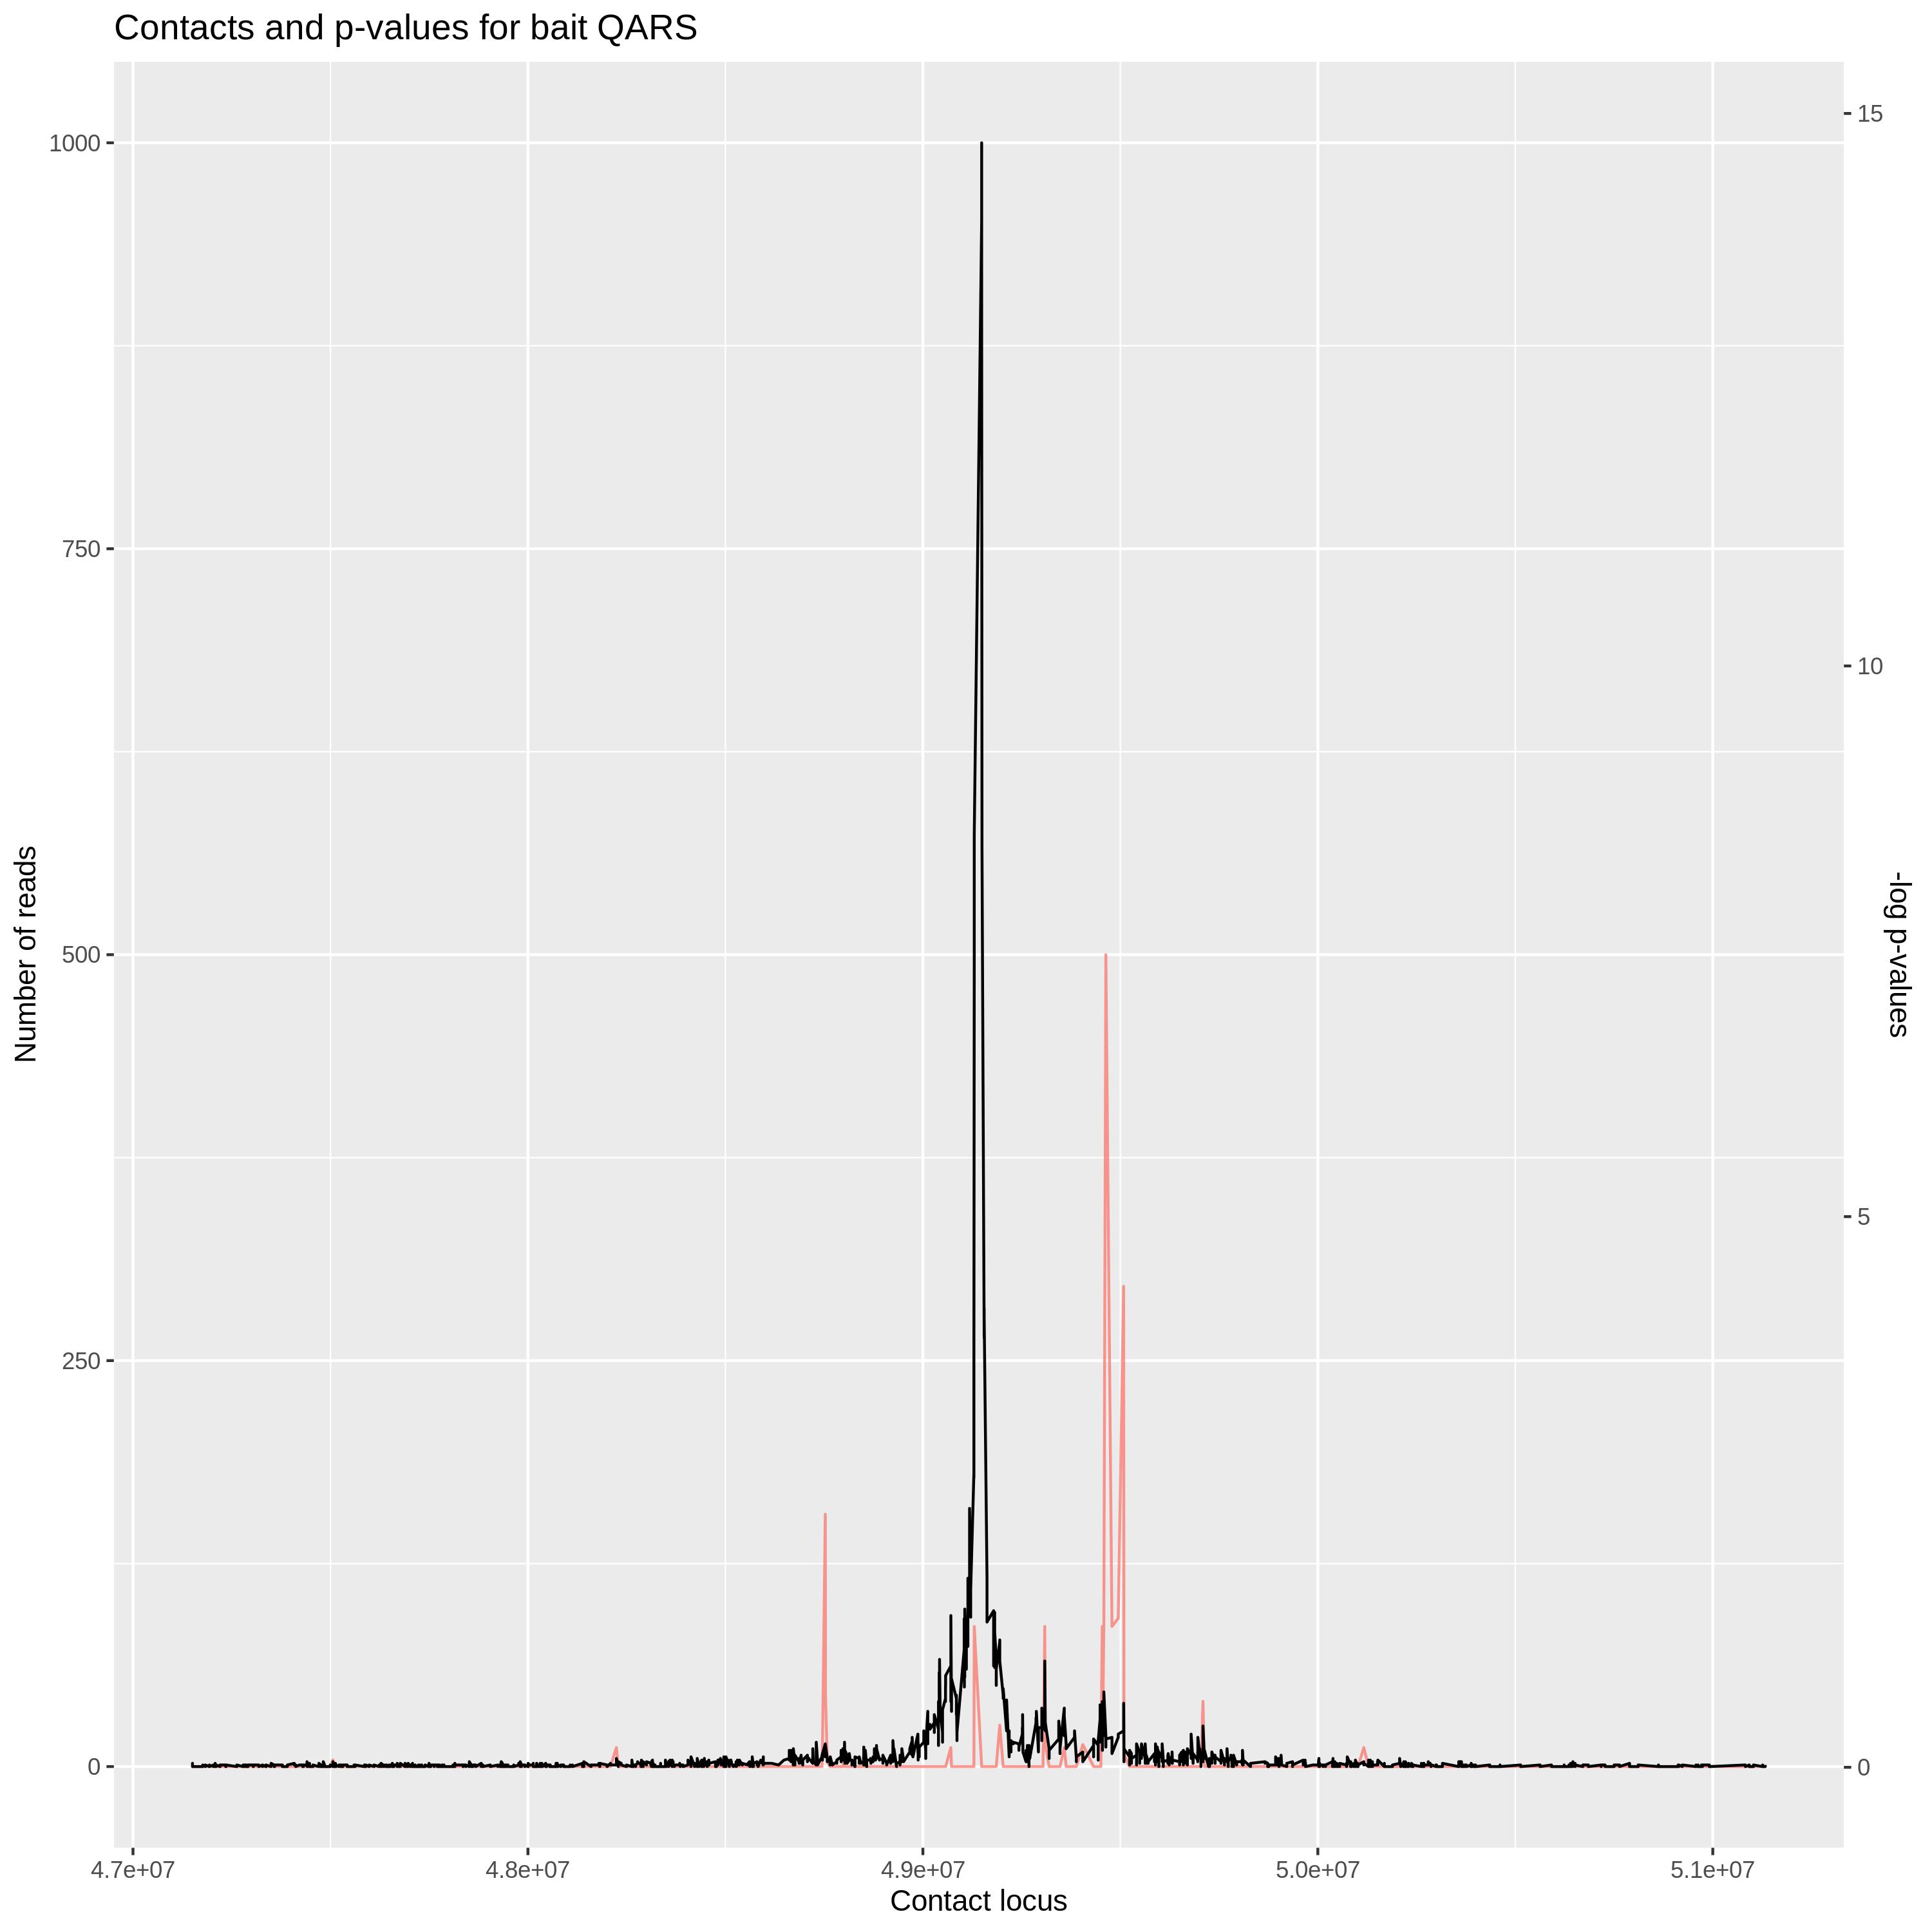 Contacts and p-values for bait QARS
1000
750
500
250
0
Number of reads
15
10
5
0
-log p-values
4.7e+07
4.8e+07
4.9e+07
5.0e+07
5.1e+07
Contact locus